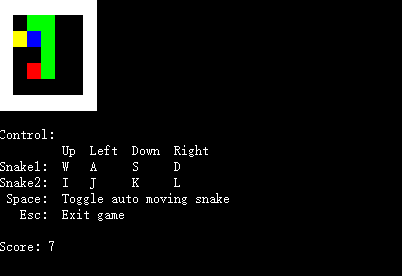 Control:
Up Left Down Right
Snake1: W A S D
Snake2: I J K L
Space: Toggle auto moving snake
Esc: Exit game
Score: 7